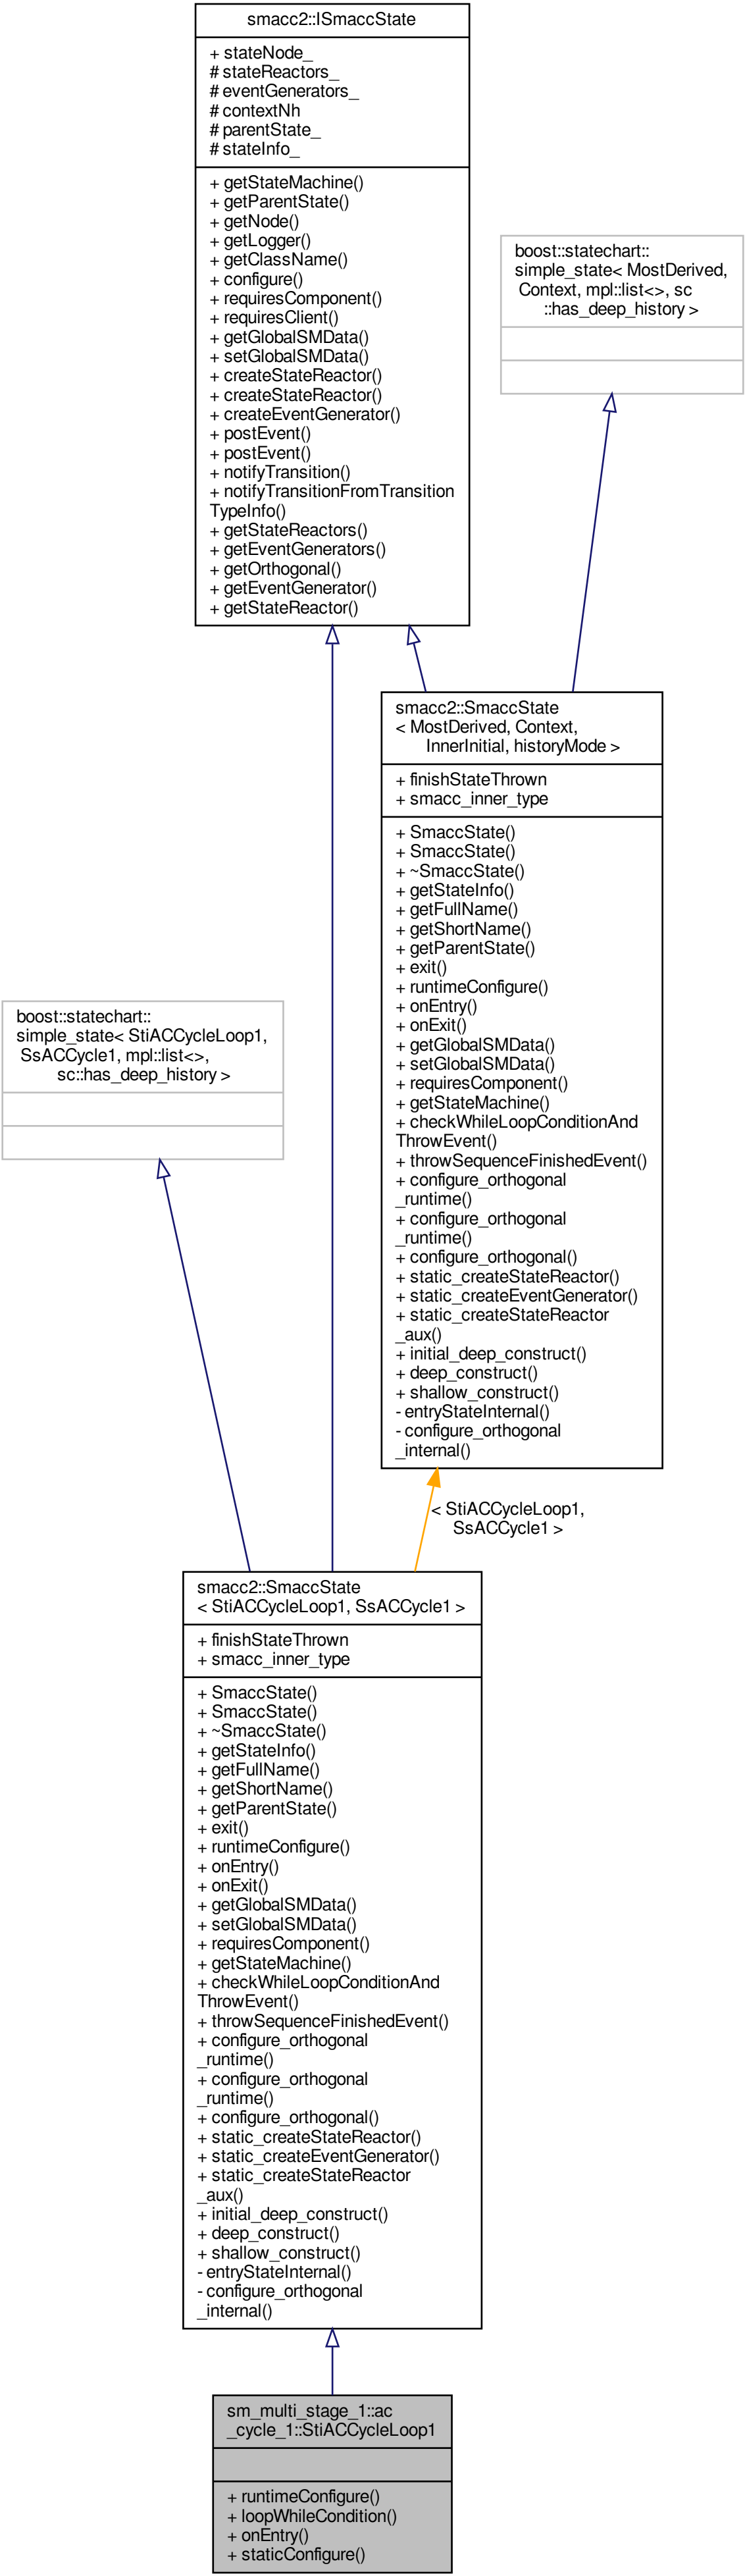 smacc2::ISmaccState
+ stateNode_
# stateReactors_
# eventGenerators_
# contextNh
# parentState_
# stateInfo_
+ getStateMachine()
+ getParentState()
+ getNode()
+ getLogger()
+ getClassName()
+ configure()
+ requiresComponent()
+ requiresClient()
+ getGlobalSMData()
+ setGlobalSMData()
+ createStateReactor()
+ createStateReactor()
+ createEventGenerator()
+ postEvent()
+ postEvent()
+ notifyTransition()
+ notifyTransitionFromTransition
TypeInfo()
+ getStateReactors()
+ getEventGenerators()
+ getOrthogonal()
+ getEventGenerator()
+ getStateReactor()
boost::statechart::
simple_state< MostDerived,
Context, mpl::list<>, sc
::has_deep_history >
smacc2::SmaccState
< MostDerived, Context,
InnerInitial, historyMode >
+ finishStateThrown
+ smacc_inner_type
+ SmaccState()
+ SmaccState()
+ ~SmaccState()
+ getStateInfo()
+ getFullName()
+ getShortName()
+ getParentState()
+ exit()
+ runtimeConfigure()
+ onEntry()
+ onExit()
+ getGlobalSMData()
+ setGlobalSMData()
+ requiresComponent()
+ getStateMachine()
+ checkWhileLoopConditionAnd
ThrowEvent()
+ throwSequenceFinishedEvent()
+ configure_orthogonal
_runtime()
+ configure_orthogonal
_runtime()
+ configure_orthogonal()
+ static_createStateReactor()
+ static_createEventGenerator()
+ static_createStateReactor
_aux()
+ initial_deep_construct()
+ deep_construct()
+ shallow_construct()
- entryStateInternal()
- configure_orthogonal
_internal()
boost::statechart::
simple_state< StiACCycleLoop1,
SsACCycle1, mpl::list<>,
sc::has_deep_history >
< StiACCycleLoop1,
SsACCycle1 >
smacc2::SmaccState
< StiACCycleLoop1, SsACCycle1 >
+ finishStateThrown
+ smacc_inner_type
+ SmaccState()
+ SmaccState()
+ ~SmaccState()
+ getStateInfo()
+ getFullName()
+ getShortName()
+ getParentState()
+ exit()
+ runtimeConfigure()
+ onEntry()
+ onExit()
+ getGlobalSMData()
+ setGlobalSMData()
+ requiresComponent()
+ getStateMachine()
+ checkWhileLoopConditionAnd
ThrowEvent()
+ throwSequenceFinishedEvent()
+ configure_orthogonal
_runtime()
+ configure_orthogonal
_runtime()
+ configure_orthogonal()
+ static_createStateReactor()
+ static_createEventGenerator()
+ static_createStateReactor
_aux()
+ initial_deep_construct()
+ deep_construct()
+ shallow_construct()
- entryStateInternal()
- configure_orthogonal
_internal()
sm_multi_stage_1::ac
_cycle_1::StiACCycleLoop1
+ runtimeConfigure()
+ loopWhileCondition()
+ onEntry()
+ staticConfigure()